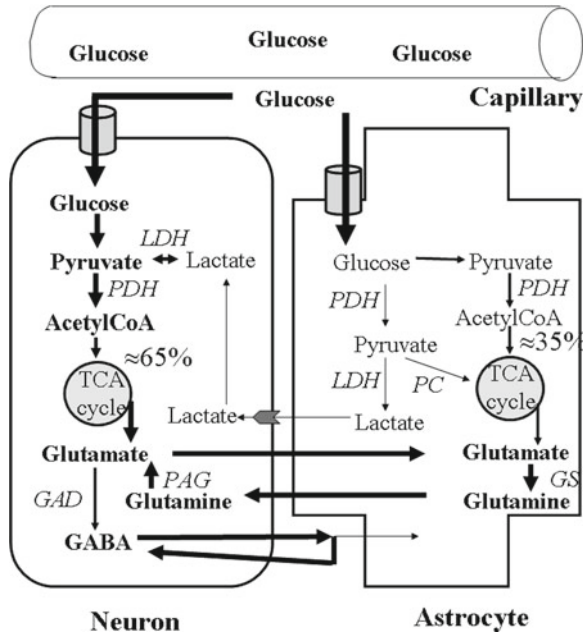 Glucose Glucose Glucose
Glucose
Capillary
Glucose
LDH
Pyruvate Lactate
PDH
AcetylCoA
≈65%
TCA
cycle
Lactate
Glutamate
PAG
GAD Glutamine
GABA
Neuron
Glucose Pyruvate
PDH PDH
AcetylCoA
≈35%
Pyruvate
LDH PC TCA
cycle
Lactate
Glutamate
GS
Glutamine
Astrocyte